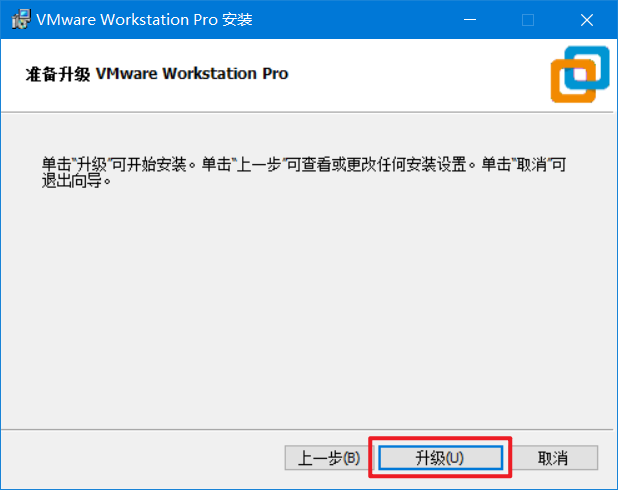 VMware Workstation Pro 安装
准备升级 VMware Workstation Pro
单击“升级”可开始安装。单击“上一步”可查看或更改任何安装设置。单击“取消”可
退出向导。
上一步(B) 升级(U) 取消